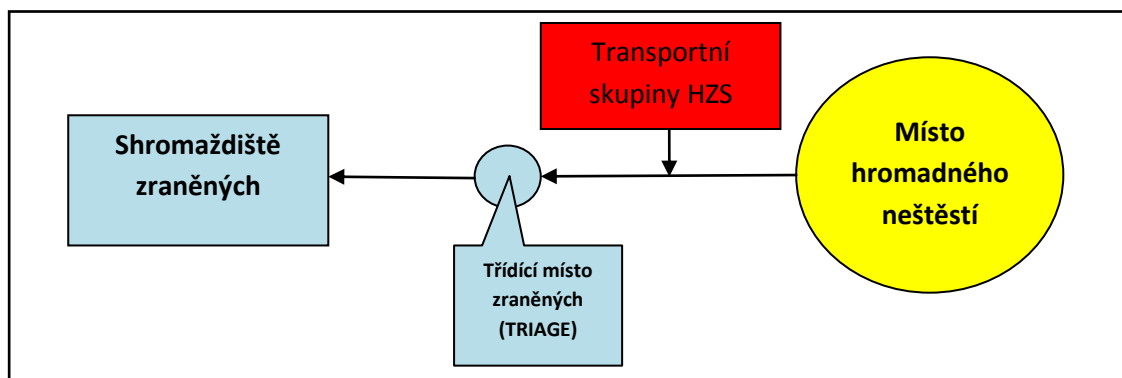 Transportní
skupiny HZS
Shromaždiště
zraněných
Místo
hromadného
neštěstí
Třídící místo
zraněných
(TRIAGE)